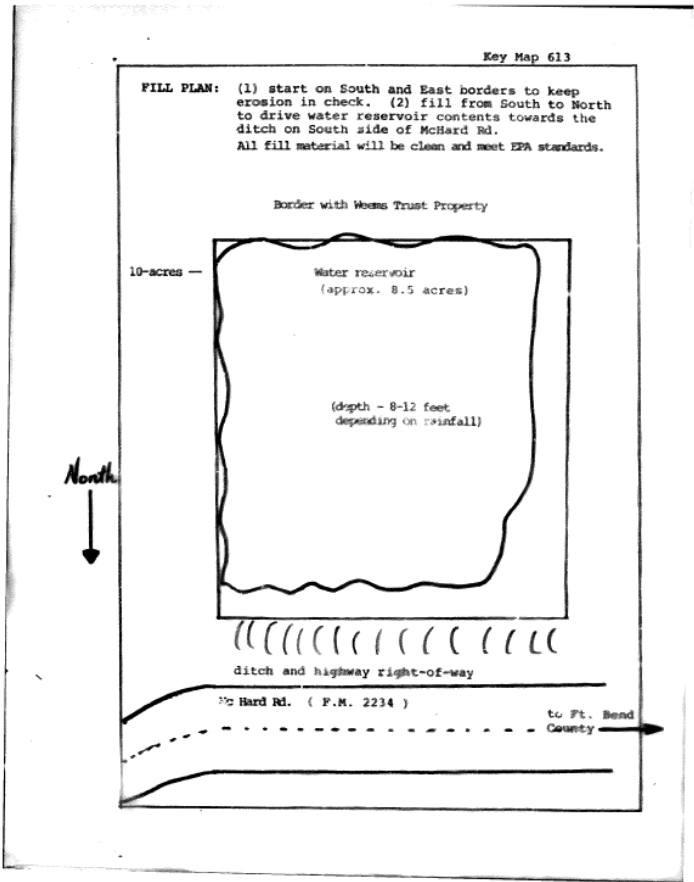 Key Map 613
FILL PLAN: (1) start on South and East borders to keep
erosion in check. (2) fill from South to North
to drive water reservoir contents towards the
ditch on South side of McHard Rd.
All fill material will be clean and meet EPA standards.
Border with Weems Trust Property
10-acres —
Water reservoir
(approx. 8.5 acres)
(depth - 8-12 feet
depending on rainfall)
North
ditch and highway right-of-way
Mc Hard Rd. ( F.M. 2234 )
to Ft. Bend
County